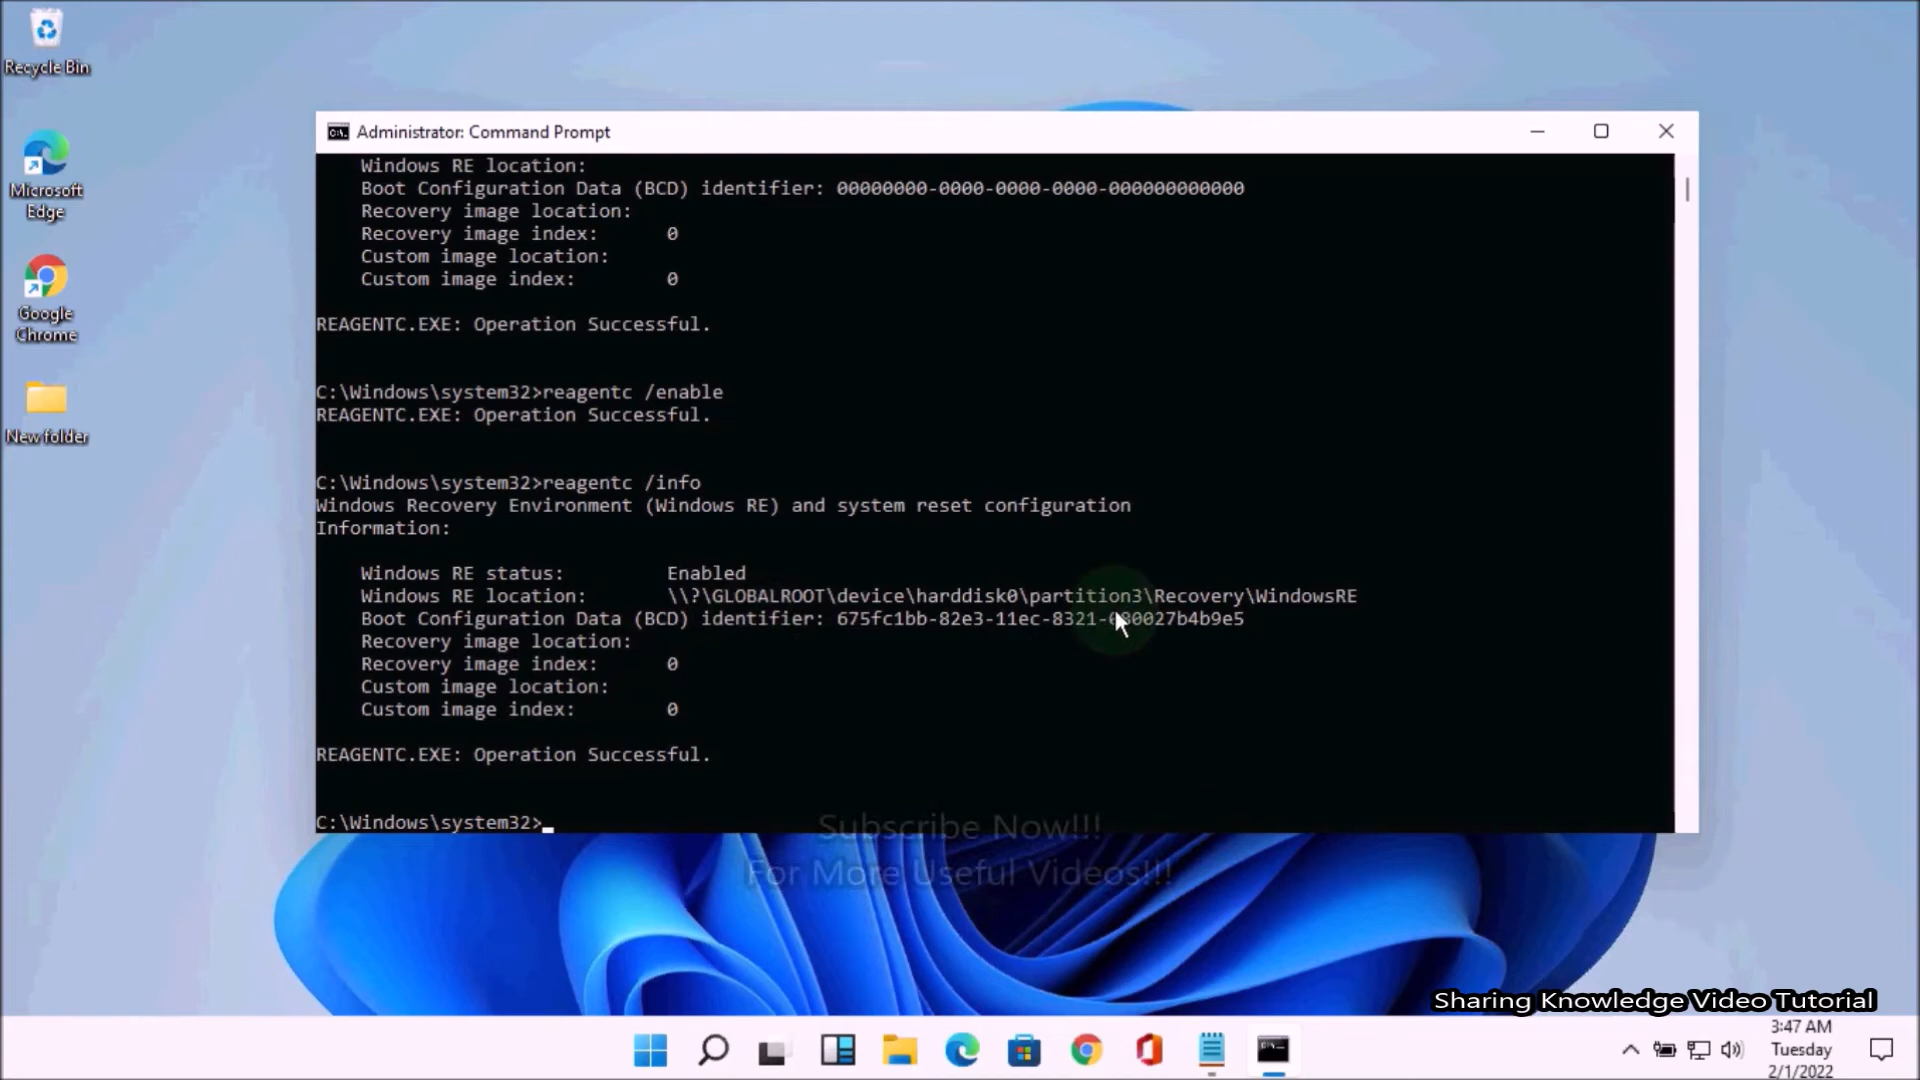 Recycle Bin
Microsoft
Edge
Google
Chrome
New folder
Administrator: Command Prompt
Windows RE location:
Boot Configuration Data (BCD) identifier: 00000000-0000-0000-0000-000000000000
Recovery image location:
Recovery image index: 0
Custom image location:
Custom image index: 0
REAGENTC.EXE: Operation Successful.
C:\Windows\system32>reagentc /enable
REAGENTC.EXE: Operation Successful.
C:\Windows\system32>reagentc /info
Windows Recovery Environment (Windows RE) and system reset configuration
Information:
Windows RE status: Enabled
Windows RE location: \\?\GLOBALROOT\device\harddisk0\partition3\Recovery\WindowsRE
Boot Configuration Data (BCD) identifier: 675fc1bb-82e3-11ec-8321-080027b4b9e5
Recovery image location:
Recovery image index: 0
Custom image location:
Custom image index: 0
REAGENTC.EXE: Operation Successful.
C:\Windows\system32>
Subscribe Now!!!
For More Useful Videos!!!
Sharing Knowledge Video Tutorial
3:47 AM
Tuesday
2/1/2022